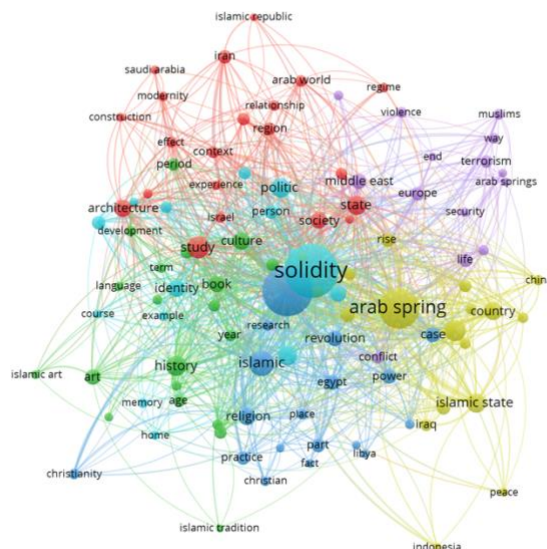 islamic republic
iran
saudi arabia
arab world
regime
modernity
relationship
construction
violence
muslims
region
effect
way
context
end
period
terrorism
politic
middle east
arab springs
experience
europe
architecture
person
state
israel
society
security
development
study
culture
rise
term
solidity
life
language
identity
book
china
course
example
arab spring
country
research
year
revolution
case
islamic
conflict
history
islamic art
art
egypt
power
memory
age
islamic state
religion
place
iraq
home
part
practice
libya
fact
christianity
christian
peace
islamic tradition
indonesia